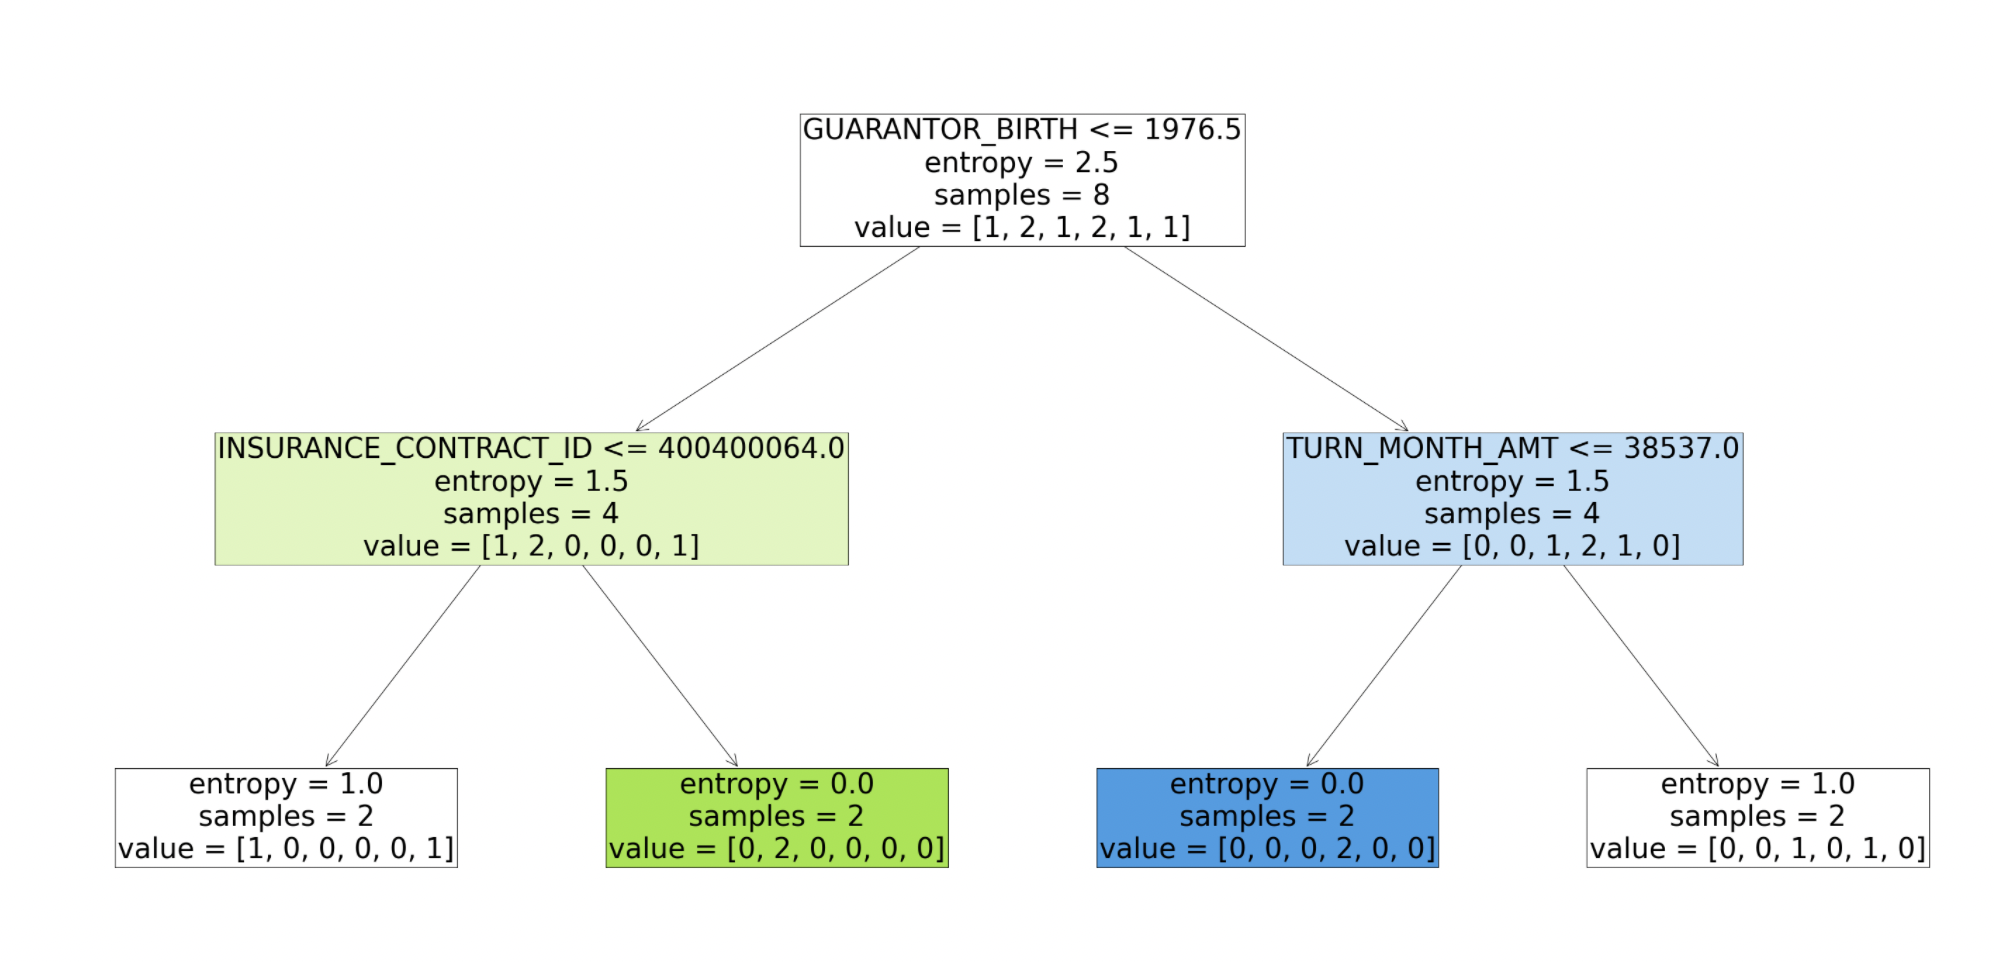 GUARANTOR_BIRTH <= 1976.5
entropy = 2.5
samples = 8
value = [1, 2, 1, 2, 1, 1]
INSURANCE_CONTRACT_ID <= 400400064.0
entropy = 1.5
samples = 4
value = [1, 2, 0, 0, 0, 1]
TURN_MONTH_AMT <= 38537.0
entropy = 1.5
samples = 4
value = [0, 0, 1, 2, 1, 0]
entropy = 1.0
samples = 2
value = [1, 0, 0, 0, 0, 1]
entropy = 0.0
samples = 2
value = [0, 2, 0, 0, 0, 0]
entropy = 0.0
samples = 2
value = [0, 0, 0, 2, 0, 0]
entropy = 1.0
samples = 2
value = [0, 0, 1, 0, 1, 0]